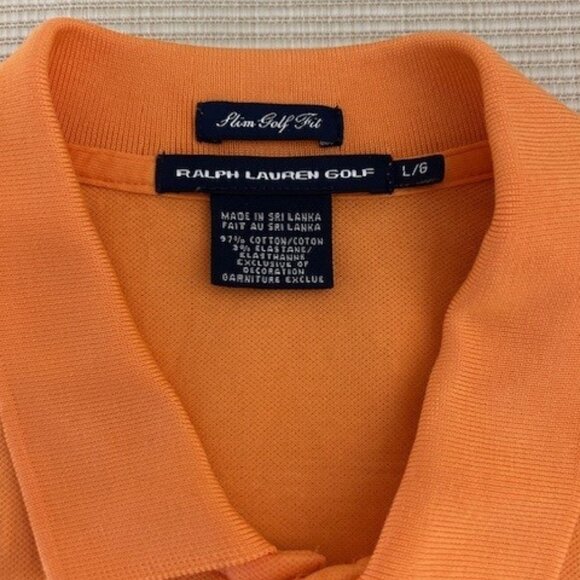 Slim Golf Fit
RALPH LAUREN GOLF
L/G
MADE IN SRI LANKA
FAIT AU SRI LANKA
97% COTTON/COTON
3% ELASTANE/
ELASTHANNE
EXCLUSIVE OF
DECORATION
GARNITURE EXCLUE